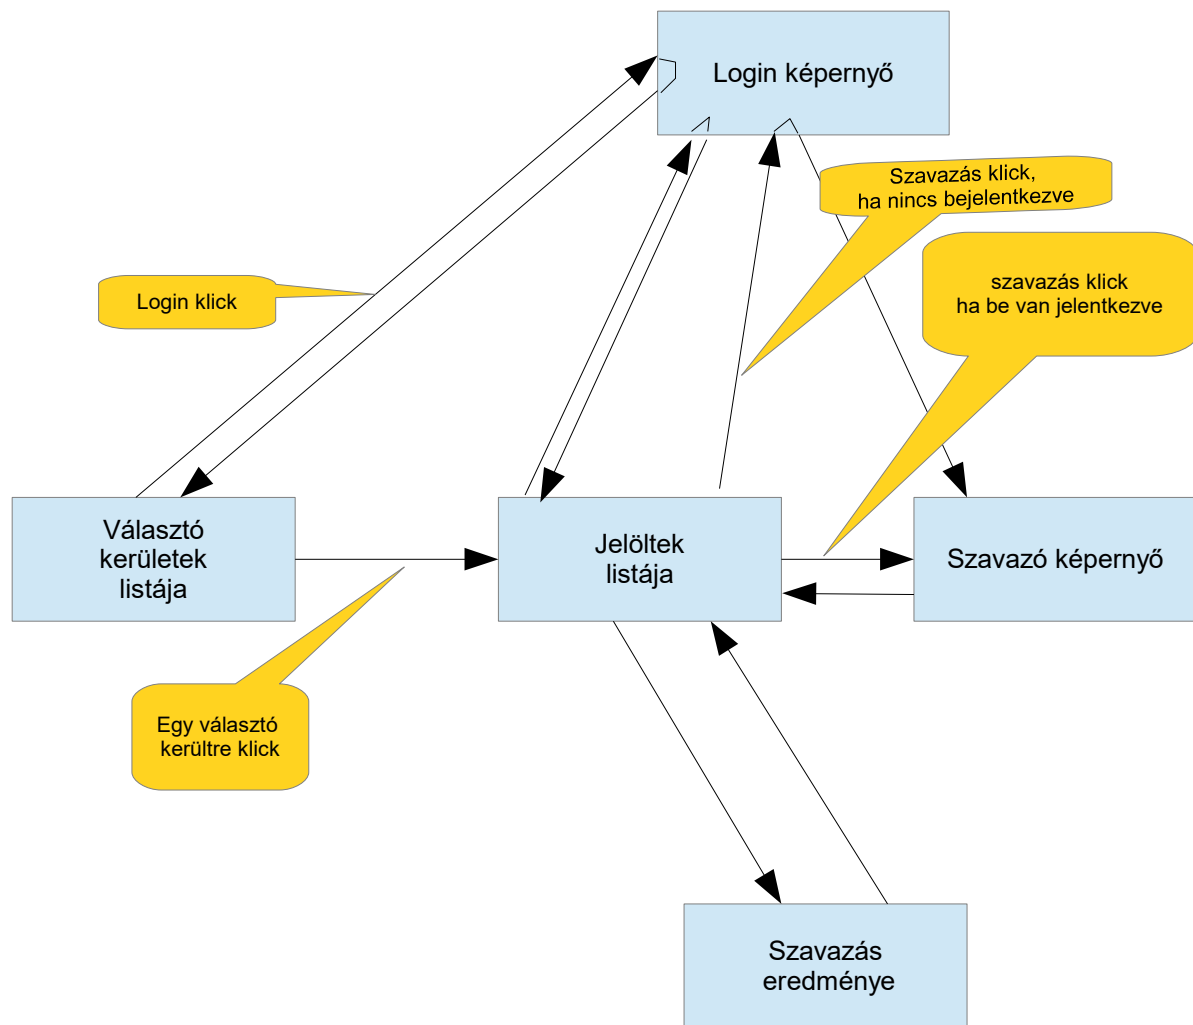 Login képernyő
Szavazás klick,
ha nincs bejelentkezve
szavazás klick
ha be van jelentkezve
Login klick
Választó
kerületek
listája
Jelöltek
listája
Szavazó képernyő
Egy választó
kerültre klick
Szavazás
eredménye